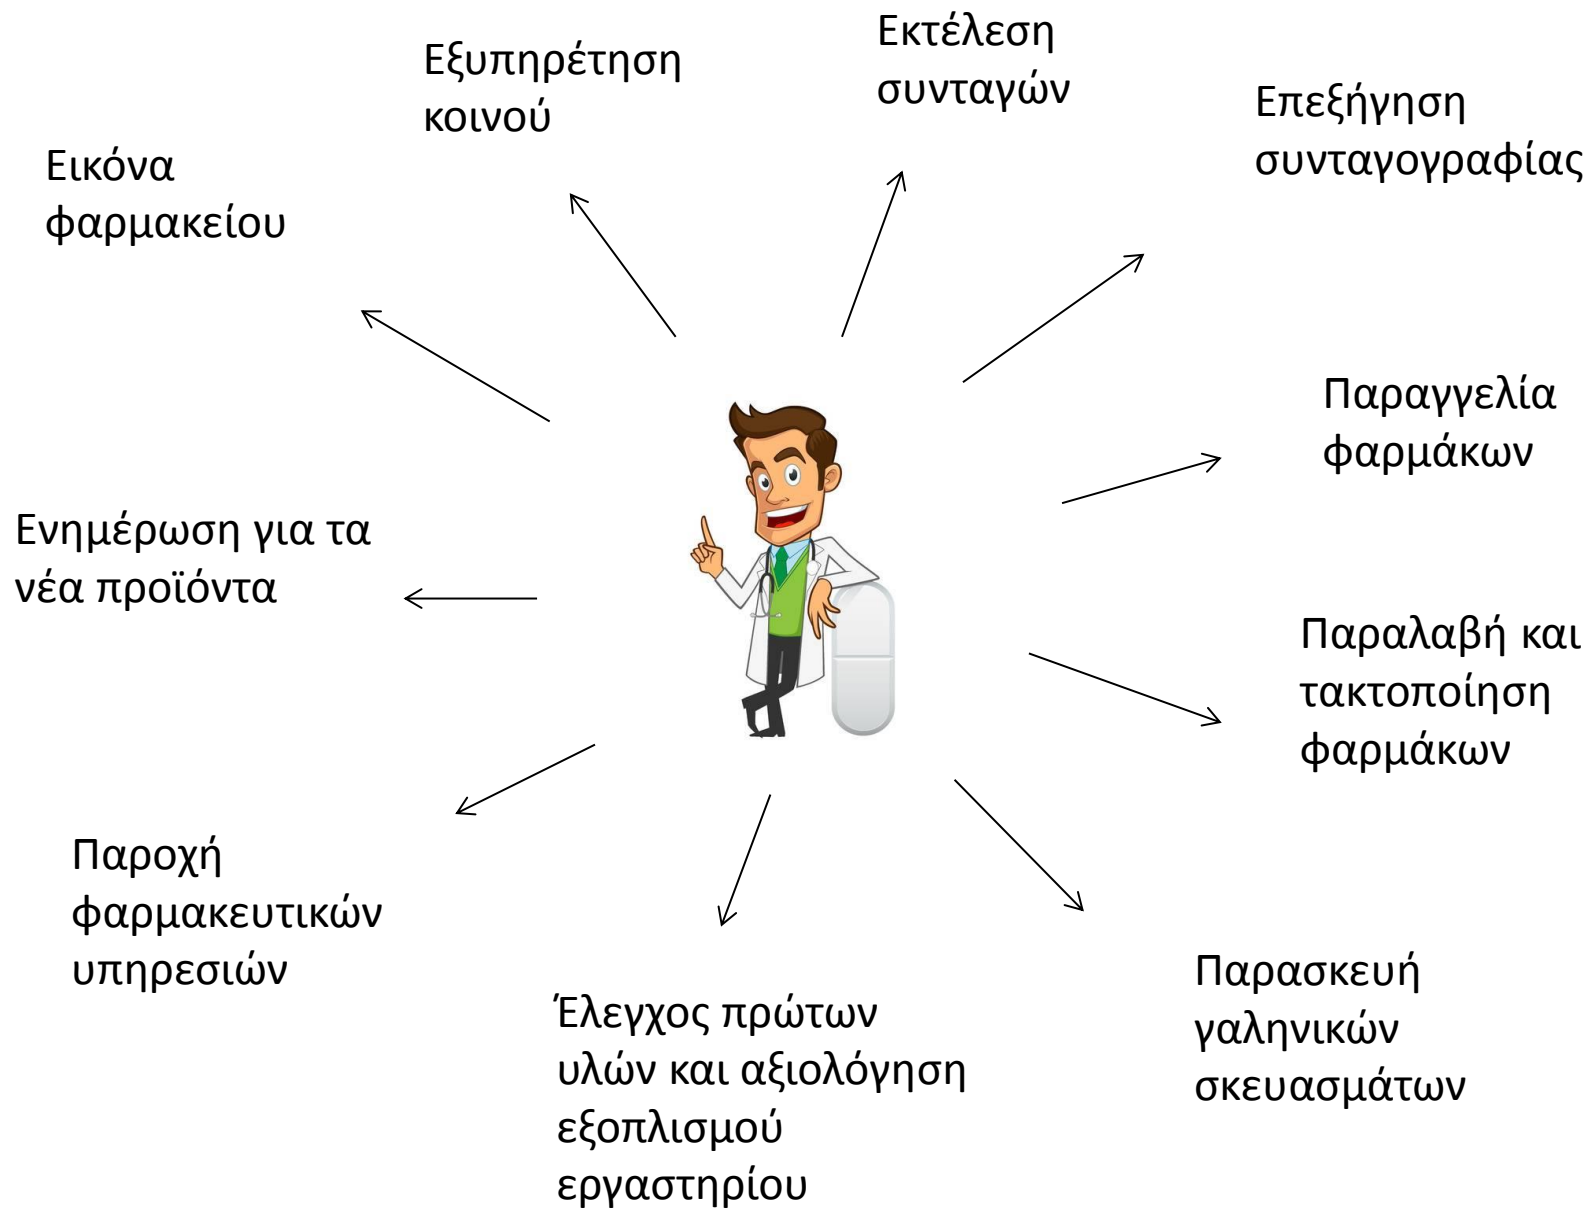 Εξυπηρέτηση
κοινού
Εκτέλεση
συνταγών
Επεξήγηση
συνταγογραφίας
Εικόνα
φαρμακείου
Παραγγελία
φαρμάκων
Ενημέρωση για τα
νέα προϊόντα
Παραλαβή και
τακτοποίηση
φαρμάκων
Παροχή
φαρμακευτικών
υπηρεσιών
Έλεγχος πρώτων
υλών και αξιολόγηση
εξοπλισμού
εργαστηρίου
Παρασκευή
γαληνικών
σκευασμάτων